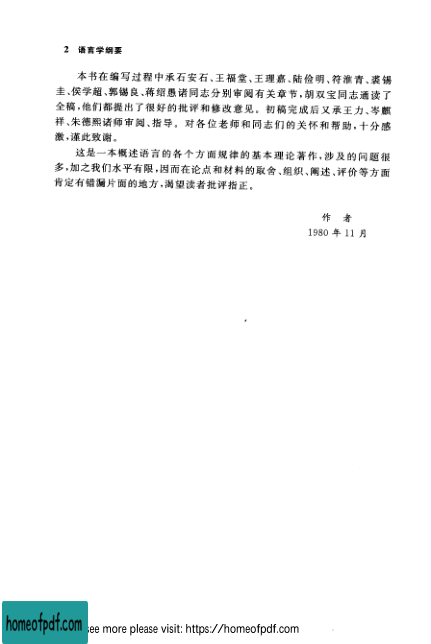 2 语言学纲要
本书在编写过程中承石安石、王福堂、王理嘉、陆俭明、符淮青、裘锡
圭、侯学超、郭锡良、蒋绍愚诸同志分别审阅有关章节,胡双宝同志通读了
全稿,他们都提出了很好的批评和修改意见。初稿完成后又承王力、岑麒
祥、朱德熙诸师审阅、指导。对各位老师和同志们的关怀和帮助,十分感
激,谨此致谢。
这是一本概述语言的各个方面规律的基本理论著作,涉及的问题很
多,加之我们水平有限,因而在论点和材料的取舍、组织、阐述、评价等方面
肯定有错漏片面的地方,渴望读者批评指正。
作 者
1980 年 11 月
homeofpdf.com
see more please visit: https://homeofpdf.com